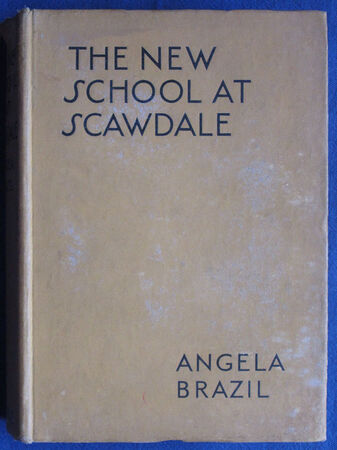 THE NEW
SCHOOL AT
SCAWDALE
ANGELA
BRAZIL